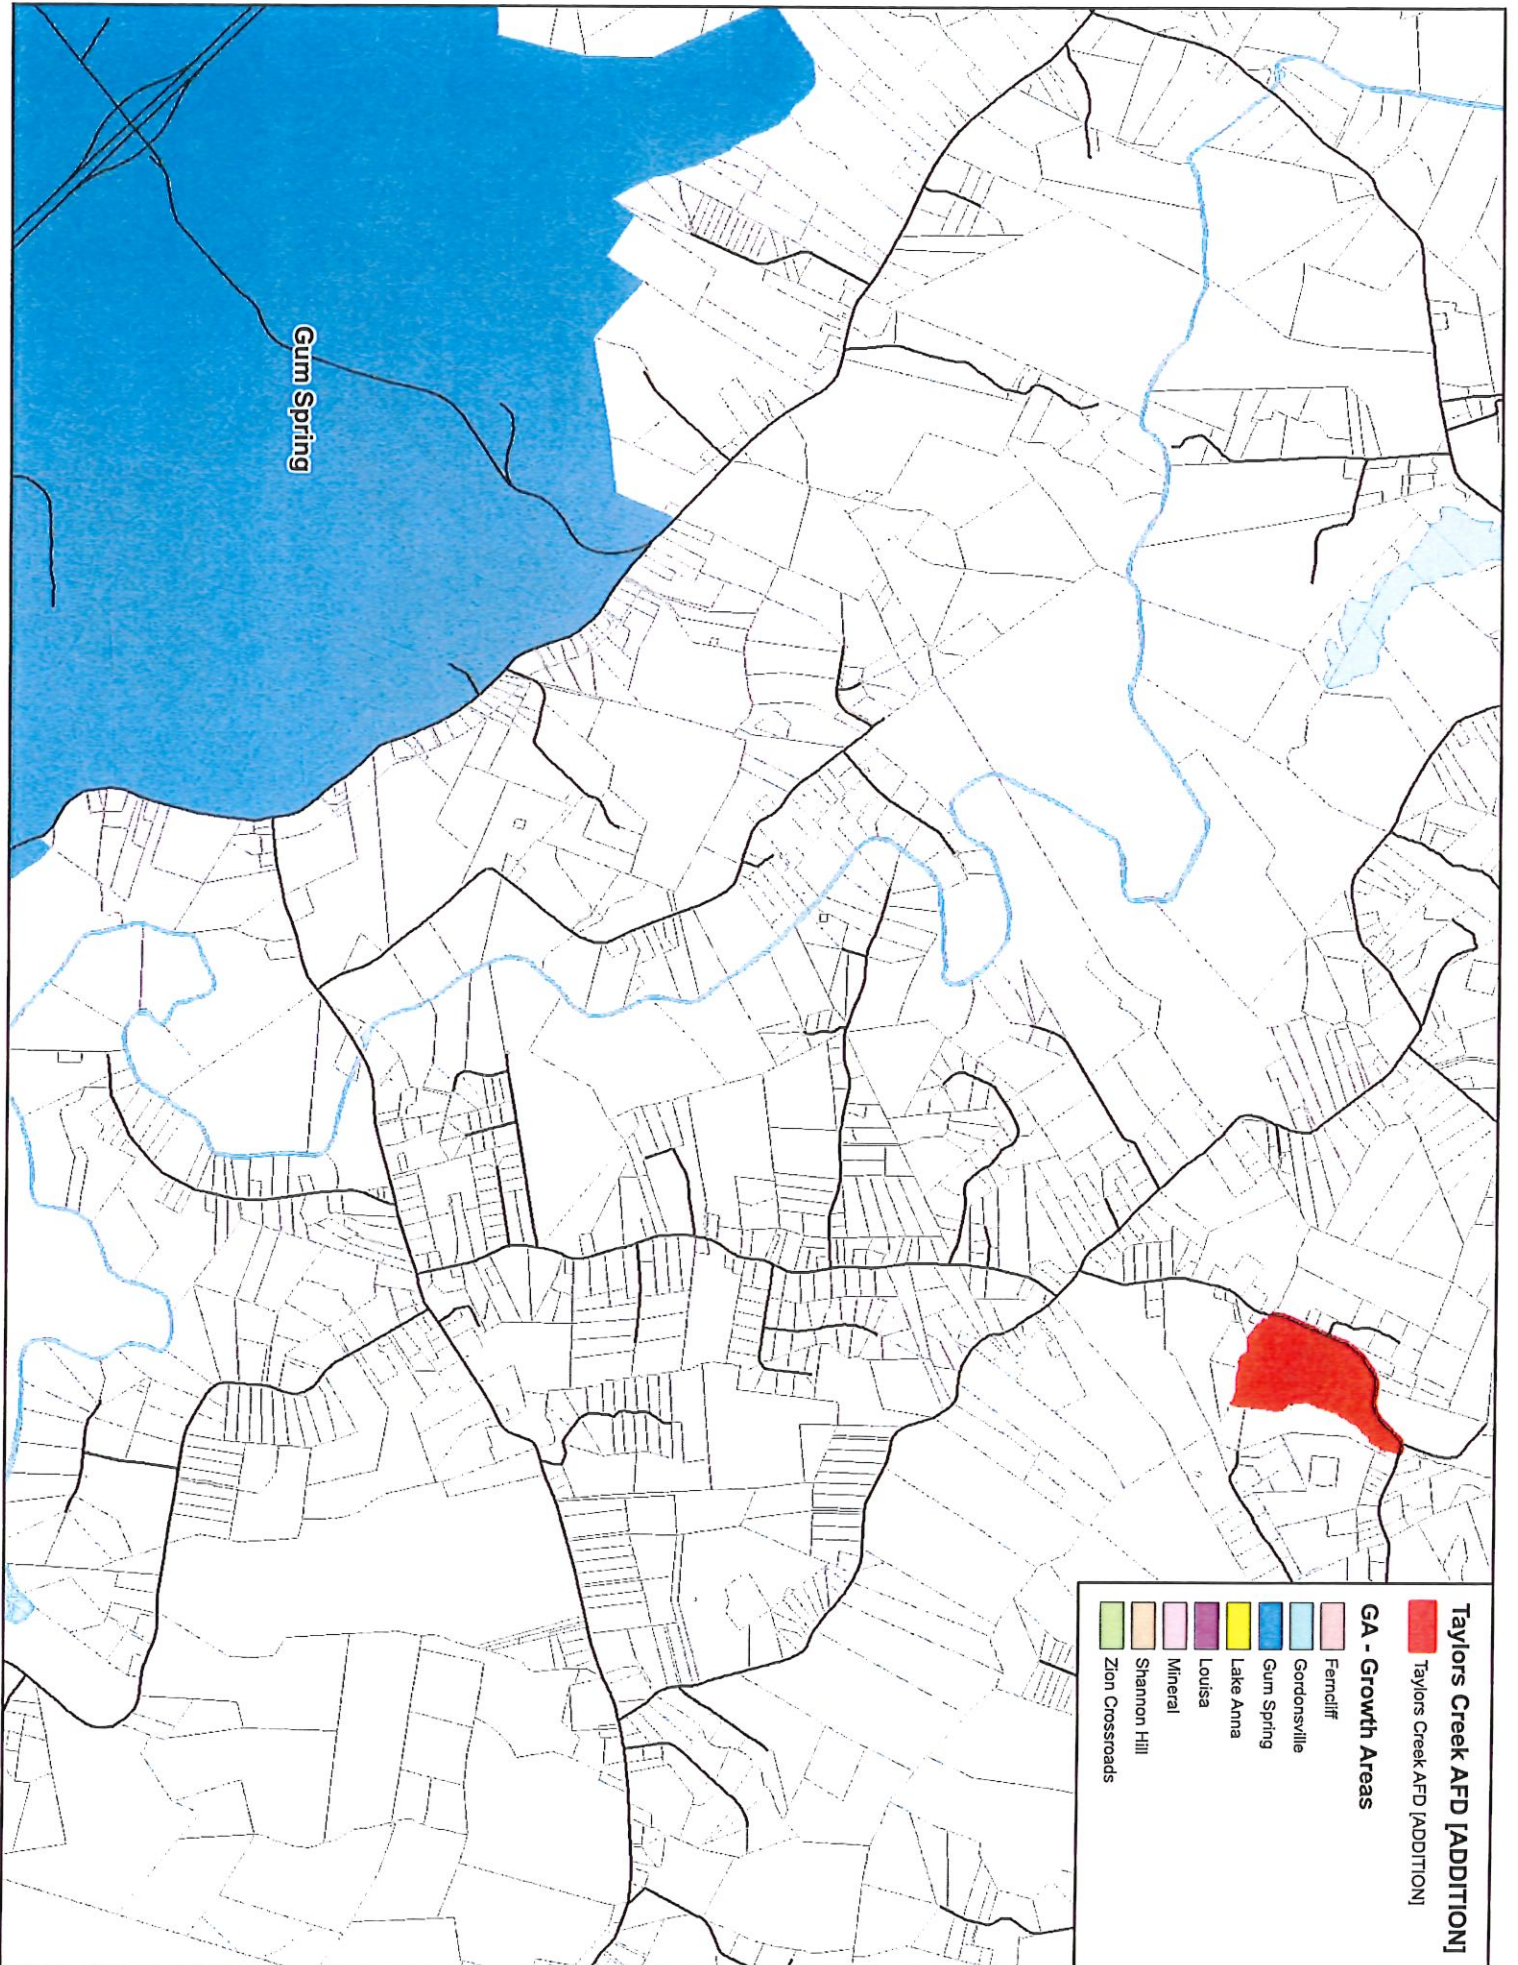 Taylors Creek AFD [ADDITION]
Taylors Creek AFD [ADDITION]
GA - Growth Areas
Ferncliff
Gordonsville
Gum Spring
Lake Anna
Louisa
Mineral
Shannon Hill
Zion Crossroads
Gum Spring